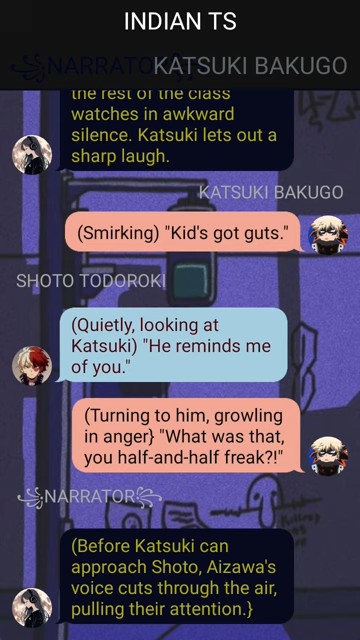 INDIAN TS
꧁NARRATOR꧂
KATSUKI BAKUGO
the rest of the class
watches in awkward
silence. Katsuki lets out a
sharp laugh.
KATSUKI BAKUGO
(Smirking) "Kid's got guts."
SHOTO TODOROKI
(Quietly, looking at
Katsuki) "He reminds me
of you."
(Turning to him, growling
in anger} "What was that,
you half-and-half freak?!"
꧁NARRATOR꧂
(Before Katsuki can
approach Shoto, Aizawa's
voice cuts through the air,
pulling their attention.}